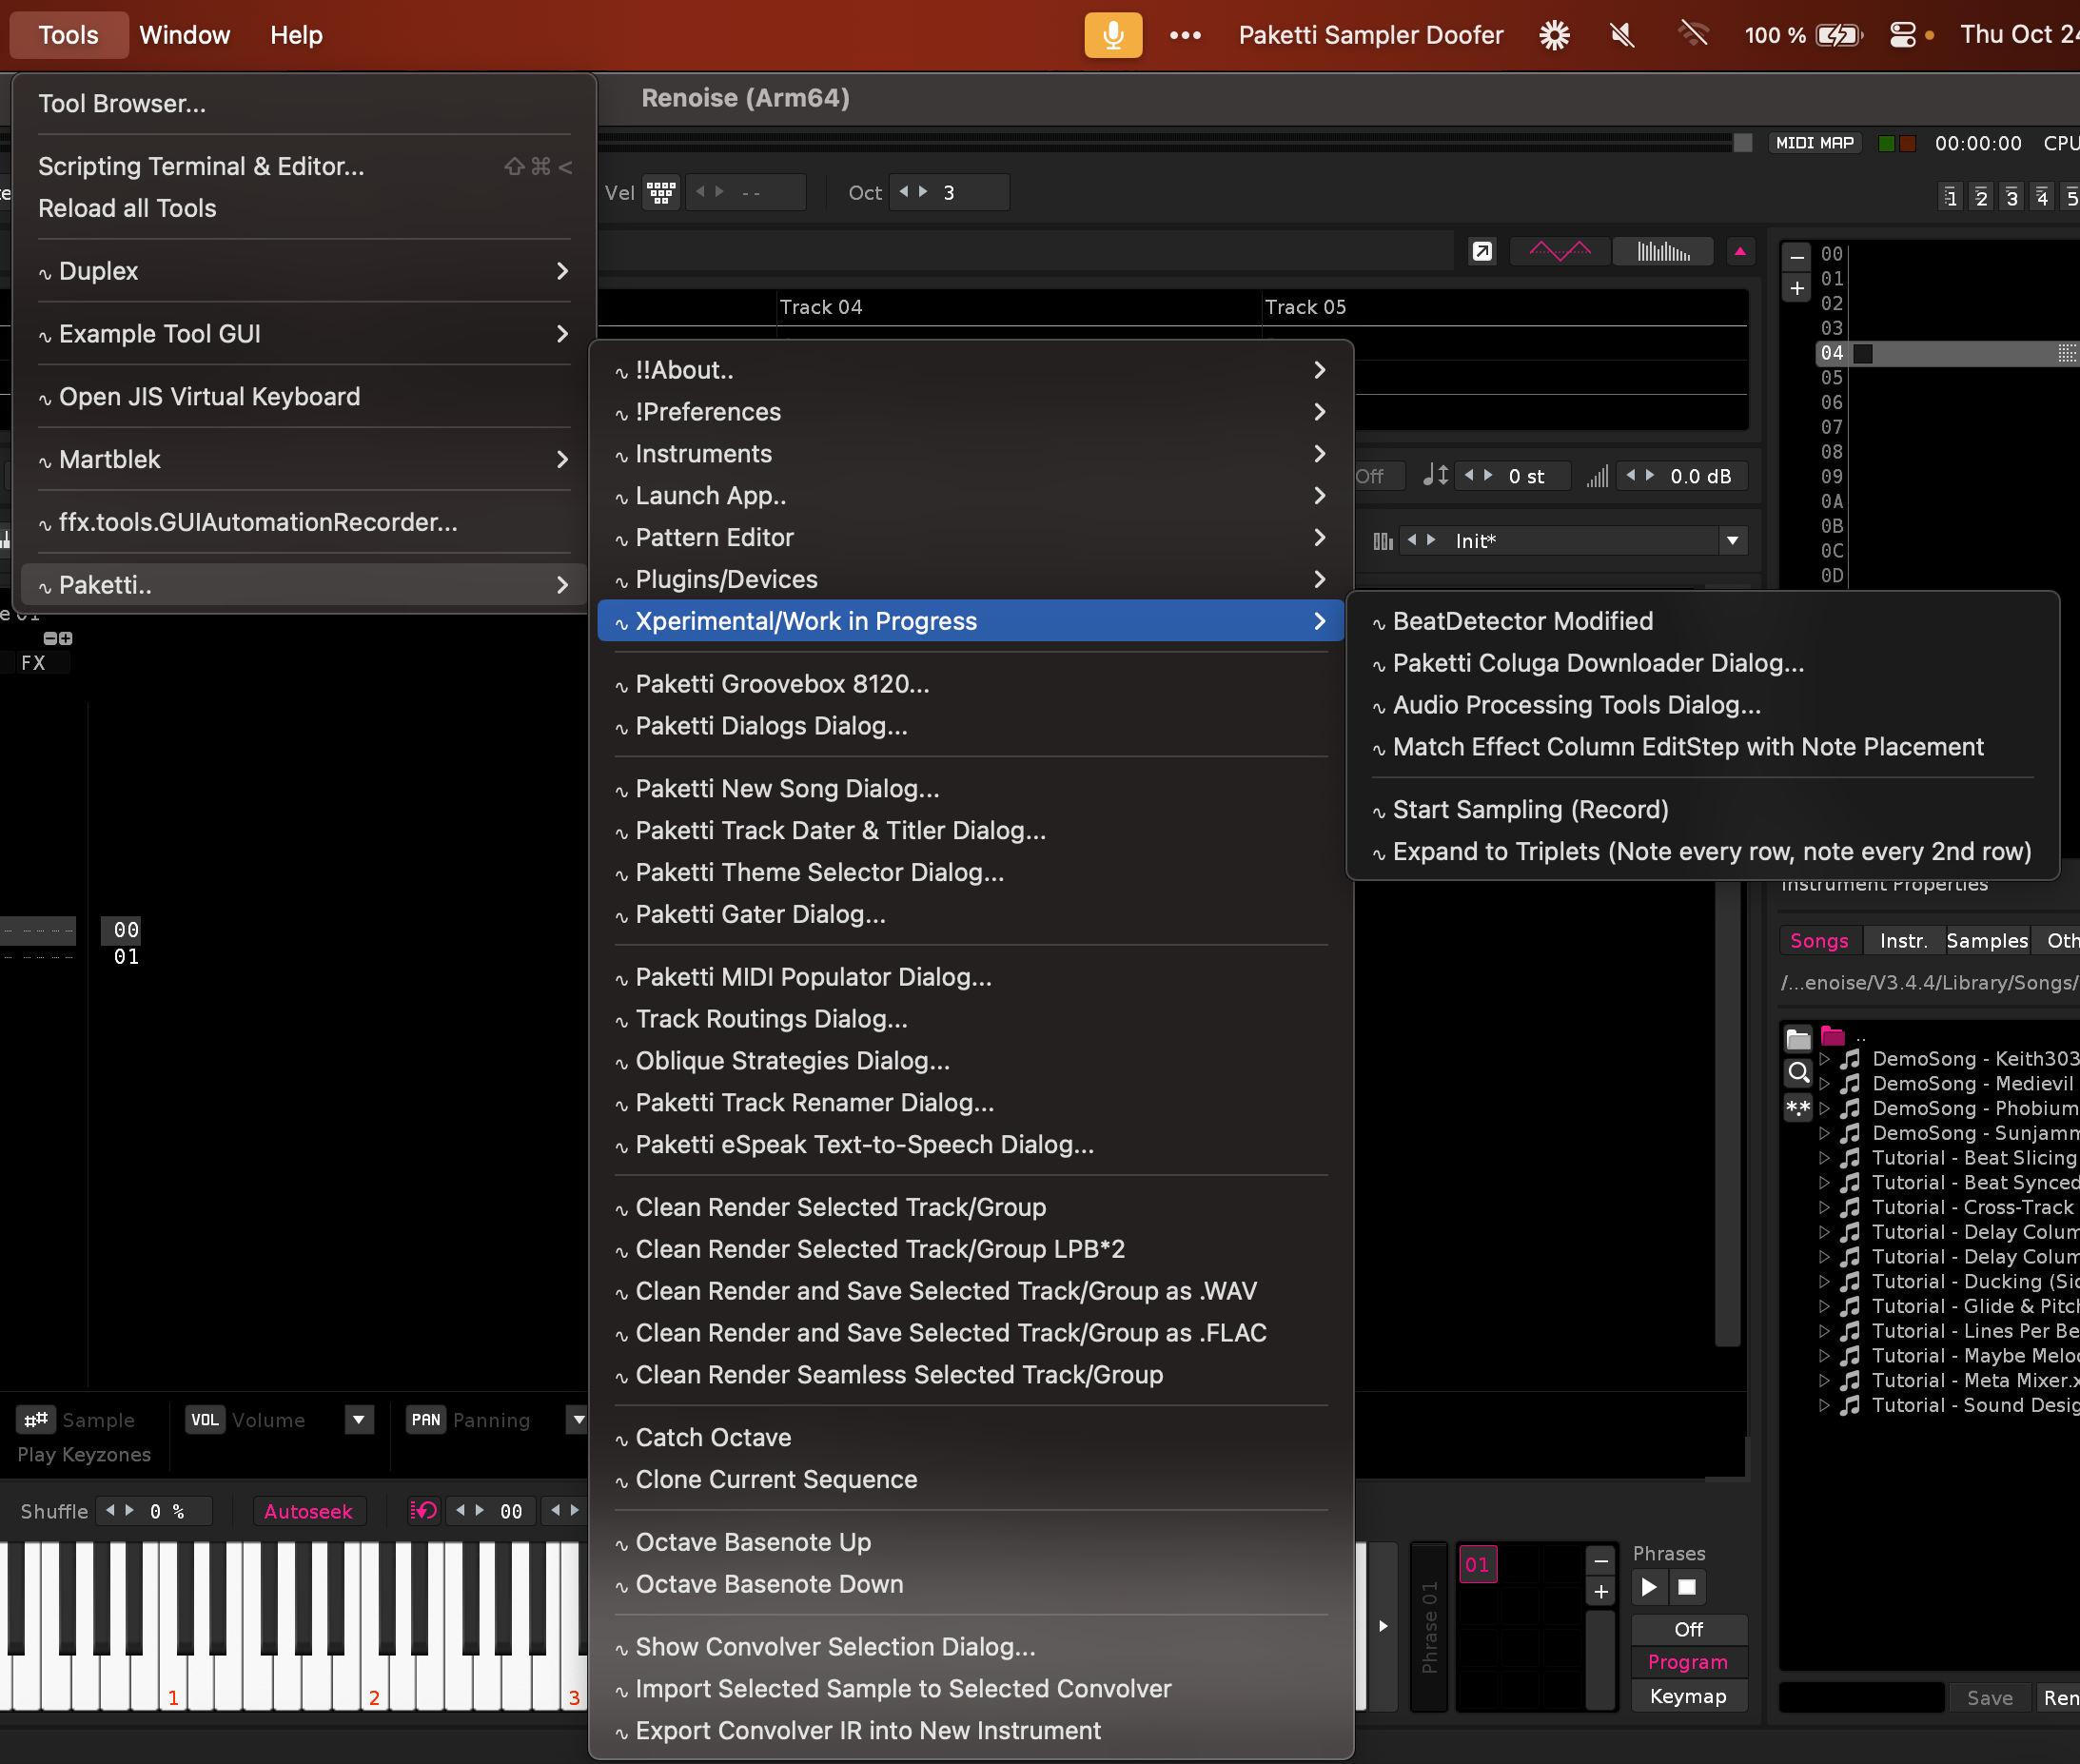 Tools Window Help
Paketti Sampler Doofer 100 % Thu Oct 24
Tool Browser...
Scripting Terminal & Editor... ⇧⌘<
Reload all Tools
Duplex
Example Tool GUI
Open JIS Virtual Keyboard
Martblek
ffx.tools.GUIAutomationRecorder...
Paketti..
Renoise (Arm64)
MIDI MAP 00:00:00 CPU
Vel -- Oct 3
1 2 3 4 5
Track 04 Track 05
Off 0 st 0.0 dB
Init*
00
01
02
03
04
05
06
07
08
09
0A
0B
0C
0D
!!About..
!Preferences
Instruments
Launch App..
Pattern Editor
Plugins/Devices
Xperimental/Work in Progress
Paketti Groovebox 8120...
Paketti Dialogs Dialog...
Paketti New Song Dialog...
Paketti Track Dater & Titler Dialog...
Paketti Theme Selector Dialog...
Paketti Gater Dialog...
Paketti MIDI Populator Dialog...
Track Routings Dialog...
Oblique Strategies Dialog...
Paketti Track Renamer Dialog...
Paketti eSpeak Text-to-Speech Dialog...
Clean Render Selected Track/Group
Clean Render Selected Track/Group LPB*2
Clean Render and Save Selected Track/Group as .WAV
Clean Render and Save Selected Track/Group as .FLAC
Clean Render Seamless Selected Track/Group
Catch Octave
Clone Current Sequence
Octave Basenote Up
Octave Basenote Down
Show Convolver Selection Dialog...
Import Selected Sample to Selected Convolver
Export Convolver IR into New Instrument
BeatDetector Modified
Paketti Coluga Downloader Dialog...
Audio Processing Tools Dialog...
Match Effect Column EditStep with Note Placement
Start Sampling (Record)
Expand to Triplets (Note every row, note every 2nd row)
FX
00
01
Instrument Properties
Songs Instr. Samples Oth
/...enoise/V3.4.4/Library/Songs/
..
DemoSong - Keith303
DemoSong - Medievil
DemoSong - Phobium
DemoSong - Sunjamm
Tutorial - Beat Slicing
Tutorial - Beat Synced
Tutorial - Cross-Track
Tutorial - Delay Colum
Tutorial - Delay Colum
Tutorial - Ducking (Sid
Tutorial - Glide & Pitch
Tutorial - Lines Per Be
Tutorial - Maybe Meloc
Tutorial - Meta Mixer.x
Tutorial - Sound Desig
Sample VOL Volume PAN Panning
Play Keyzones
Shuffle 0 % Autoseek 00
1 2 3
Phrase 01
01
Phrases
Off
Program
Keymap
Save Ren